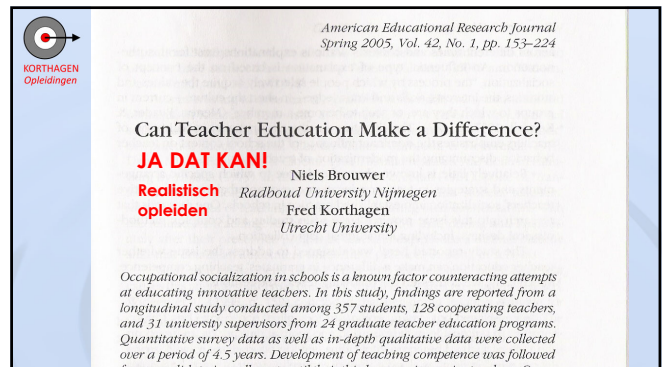 American Educational Research Journal
Spring 2005, Vol. 42, No. 1, pp. 153–224
KORTHAGEN
Opleidingen
Can Teacher Education Make a Difference?
JA DAT KAN!
Niels Brouwer
Realistisch
Radboud University Nijmegen
opleiden
Fred Korthagen
Utrecht University
Occupational socialization in schools is a known factor counteracting attempts
at educating innovative teachers. In this study, findings are reported from a
longitudinal study conducted among 357 students, 128 cooperating teachers,
and 31 university supervisors from 24 graduate teacher education programs.
Quantitative survey data as well as in-depth qualitative data were collected
over a period of 4.5 years. Development of teaching competence was followed